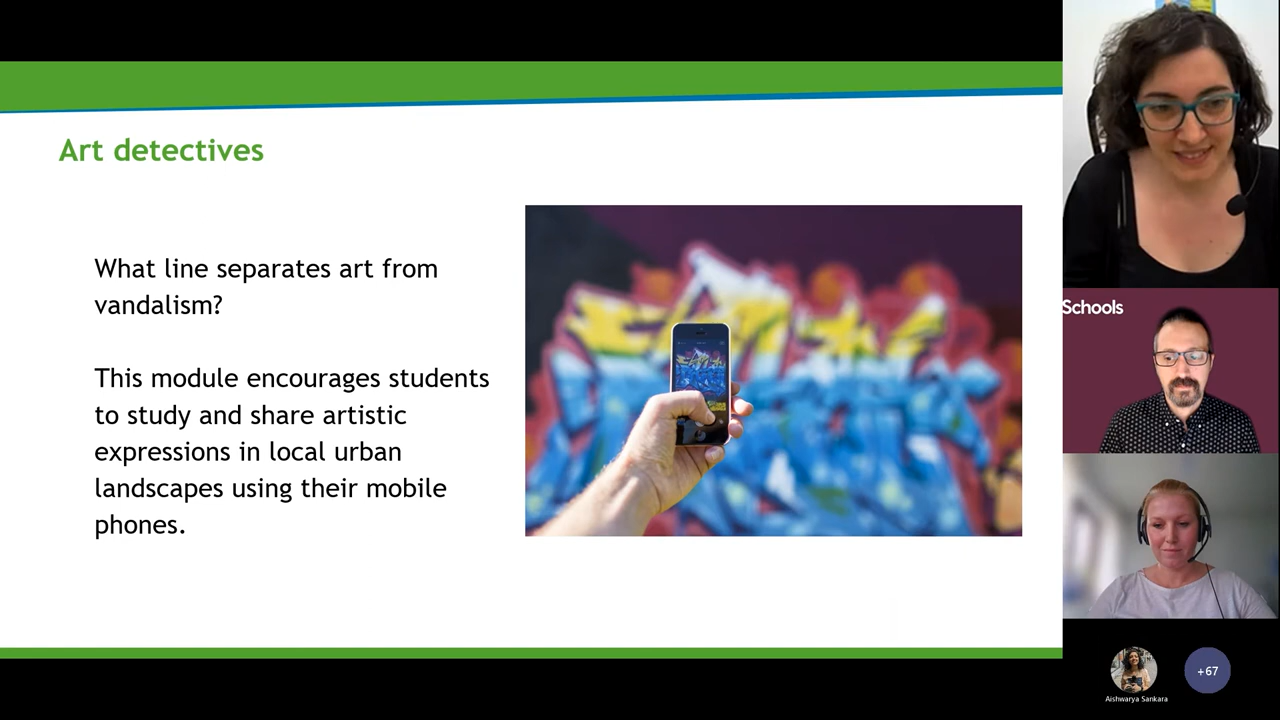 Art detectives
What line separates art from
vandalism?
This module encourages students
to study and share artistic
expressions in local urban
landscapes using their mobile
phones.
Schools
Aishwarya Sankara
+67